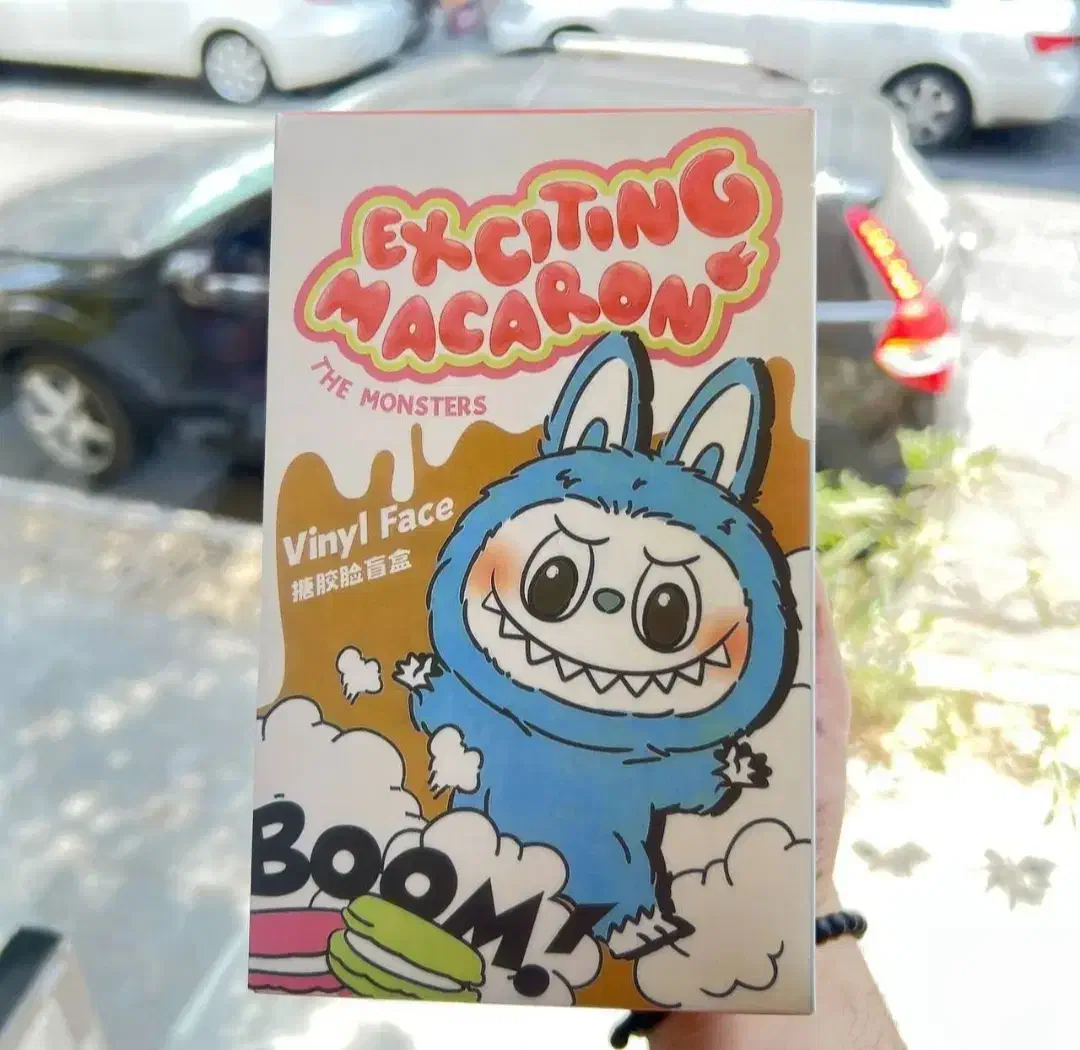 EXCITING
MACARON
THE MONSTERS
Vinyl Face
搪胶脸盲盒
BOOM!